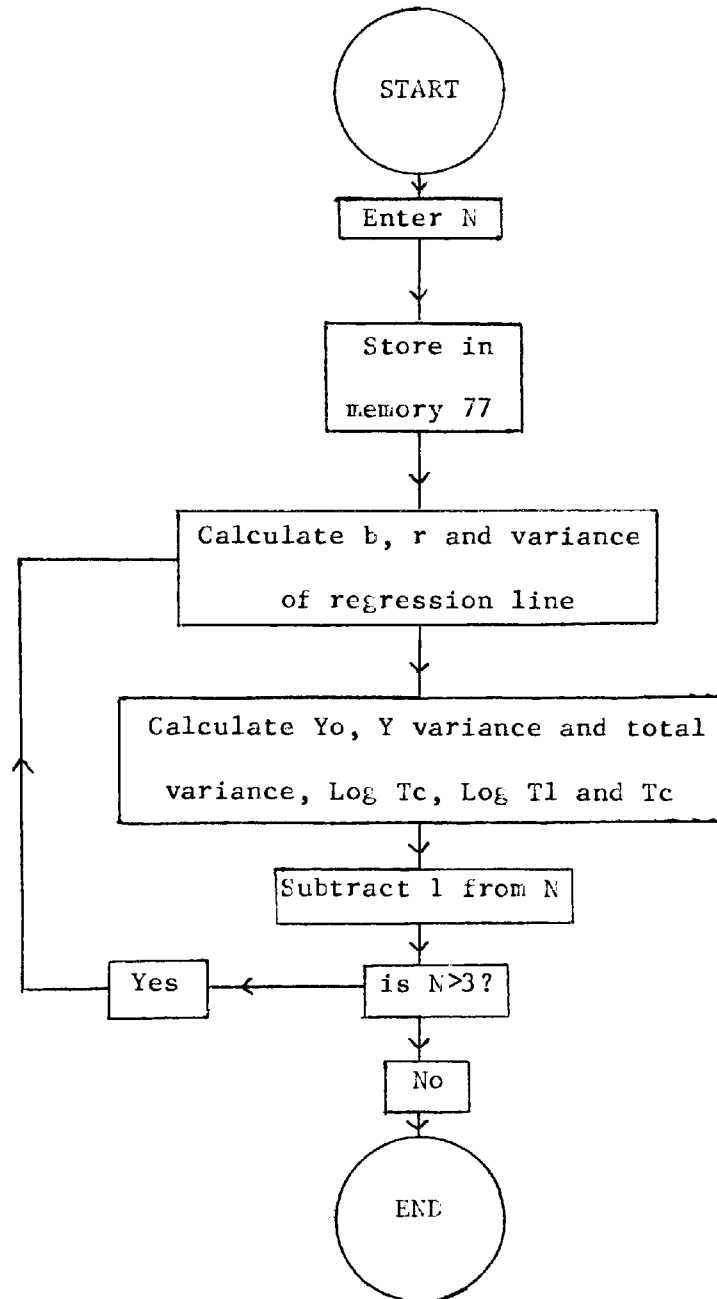 START
Enter N
Store in
memory 77
Calculate b, r and variance
of regression line
Calculate Yo, Y variance and total
variance, Log Tc, Log Tl and Tc
Subtract 1 from N
Yes
is N>3?
No
END